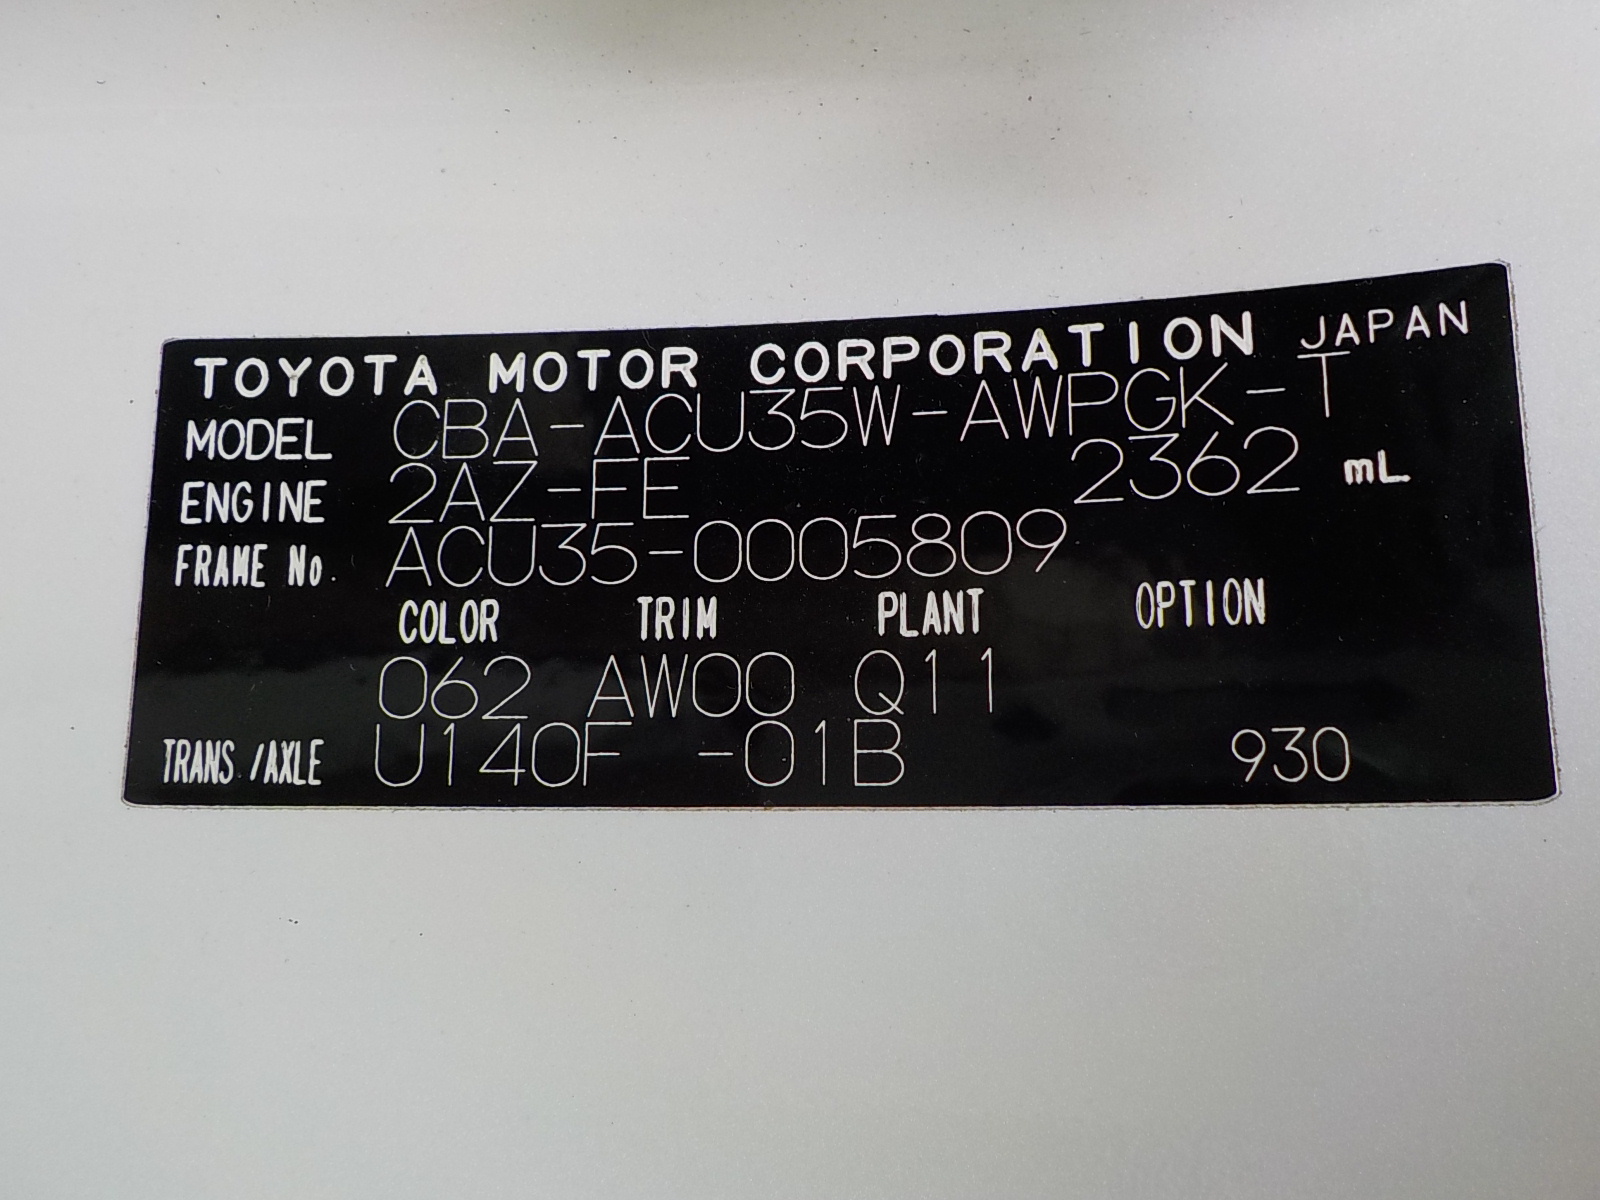 TOYOTA MOTOR CORPORATION JAPAN
MODEL CBA-ACU35W-AWPGK-T
ENGINE 2AZ-FE 2362 mL
FRAME No. ACU35-0005809
COLOR TRIM PLANT OPTION
062 AW00 Q11
TRANS./AXLE U140F -01B 930